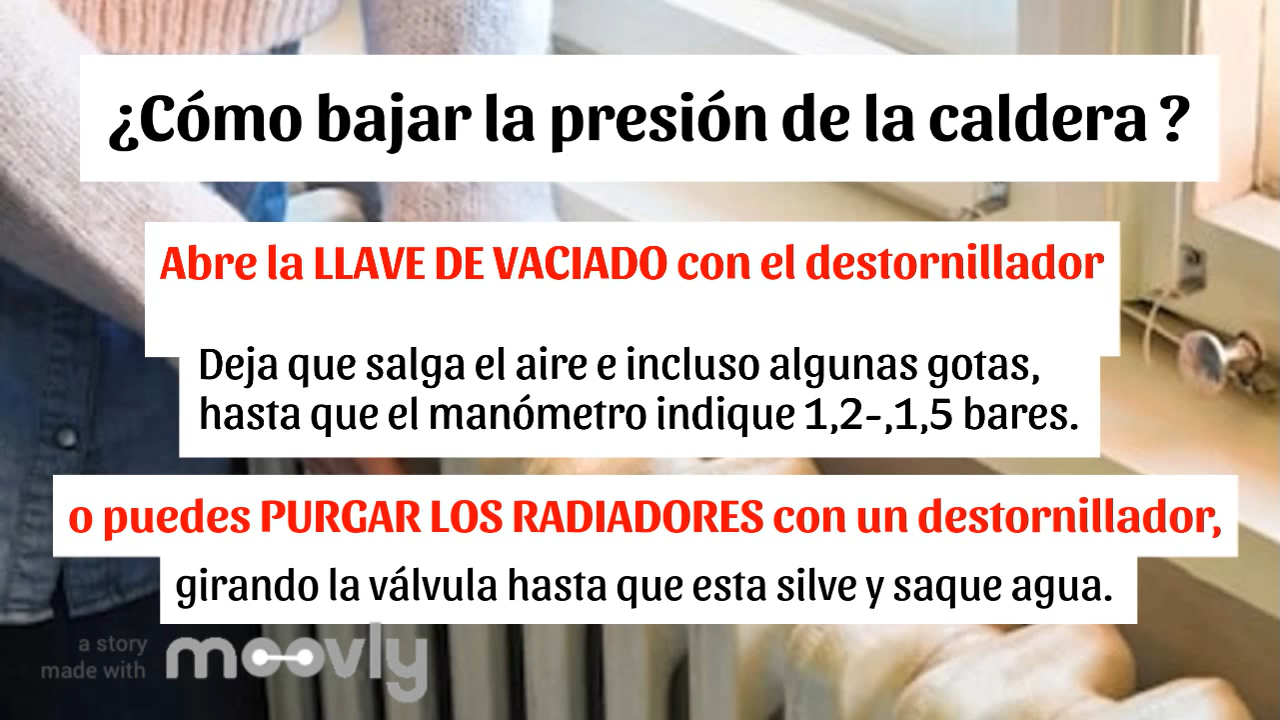 ¿Cómo bajar la presión de la caldera ?
Abre la LLAVE DE VACIADO con el destornillador
Deja que salga el aire e incluso algunas gotas,
hasta que el manómetro indique 1,2-,1,5 bares.
o puedes PURGAR LOS RADIADORES con un destornillador,
girando la válvula hasta que esta silve y saque agua.
a story
made with moovly